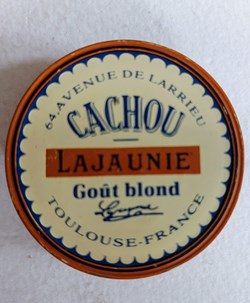 64, AVENUE DE LARRIEU
CACHOU
LAJAUNIE
Goût blond
TOULOUSE-FRANCE